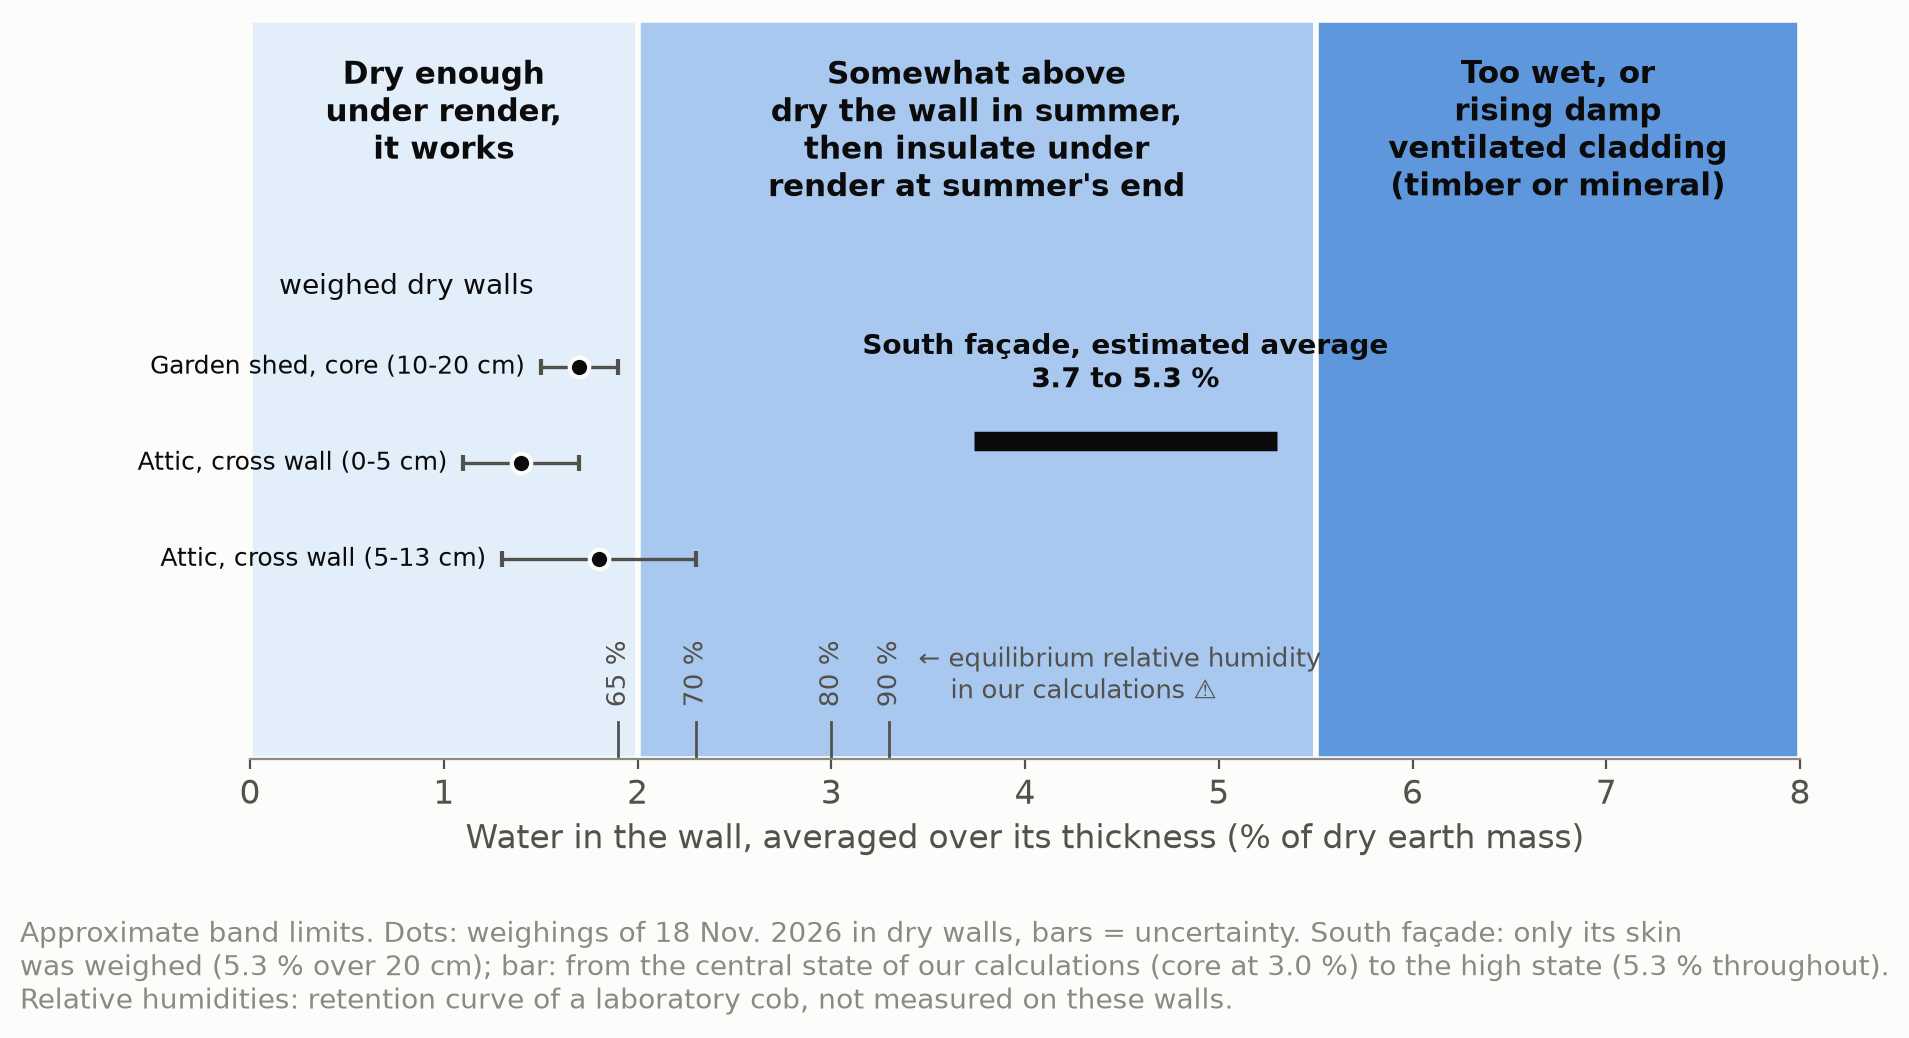 Dry enough
under render,
it works
Somewhat above
dry the wall in summer,
then insulate under
render at summer's end
Too wet, or
rising damp
ventilated cladding
(timber or mineral)
weighed dry walls
South façade, estimated average
3.7 to 5.3 %
Garden shed, core (10-20 cm)
Attic, cross wall (0-5 cm)
Attic, cross wall (5-13 cm)
65 %
70 %
80 %
90 %
← equilibrium relative humidity
in our calculations ⚠
0 1 2 3 4 5 6 7 8
Water in the wall, averaged over its thickness (% of dry earth mass)
Approximate band limits. Dots: weighings of 18 Nov. 2026 in dry walls, bars = uncertainty. South façade: only its skin
was weighed (5.3 % over 20 cm); bar: from the central state of our calculations (core at 3.0 %) to the high state (5.3 % throughout).
Relative humidities: retention curve of a laboratory cob, not measured on these walls.